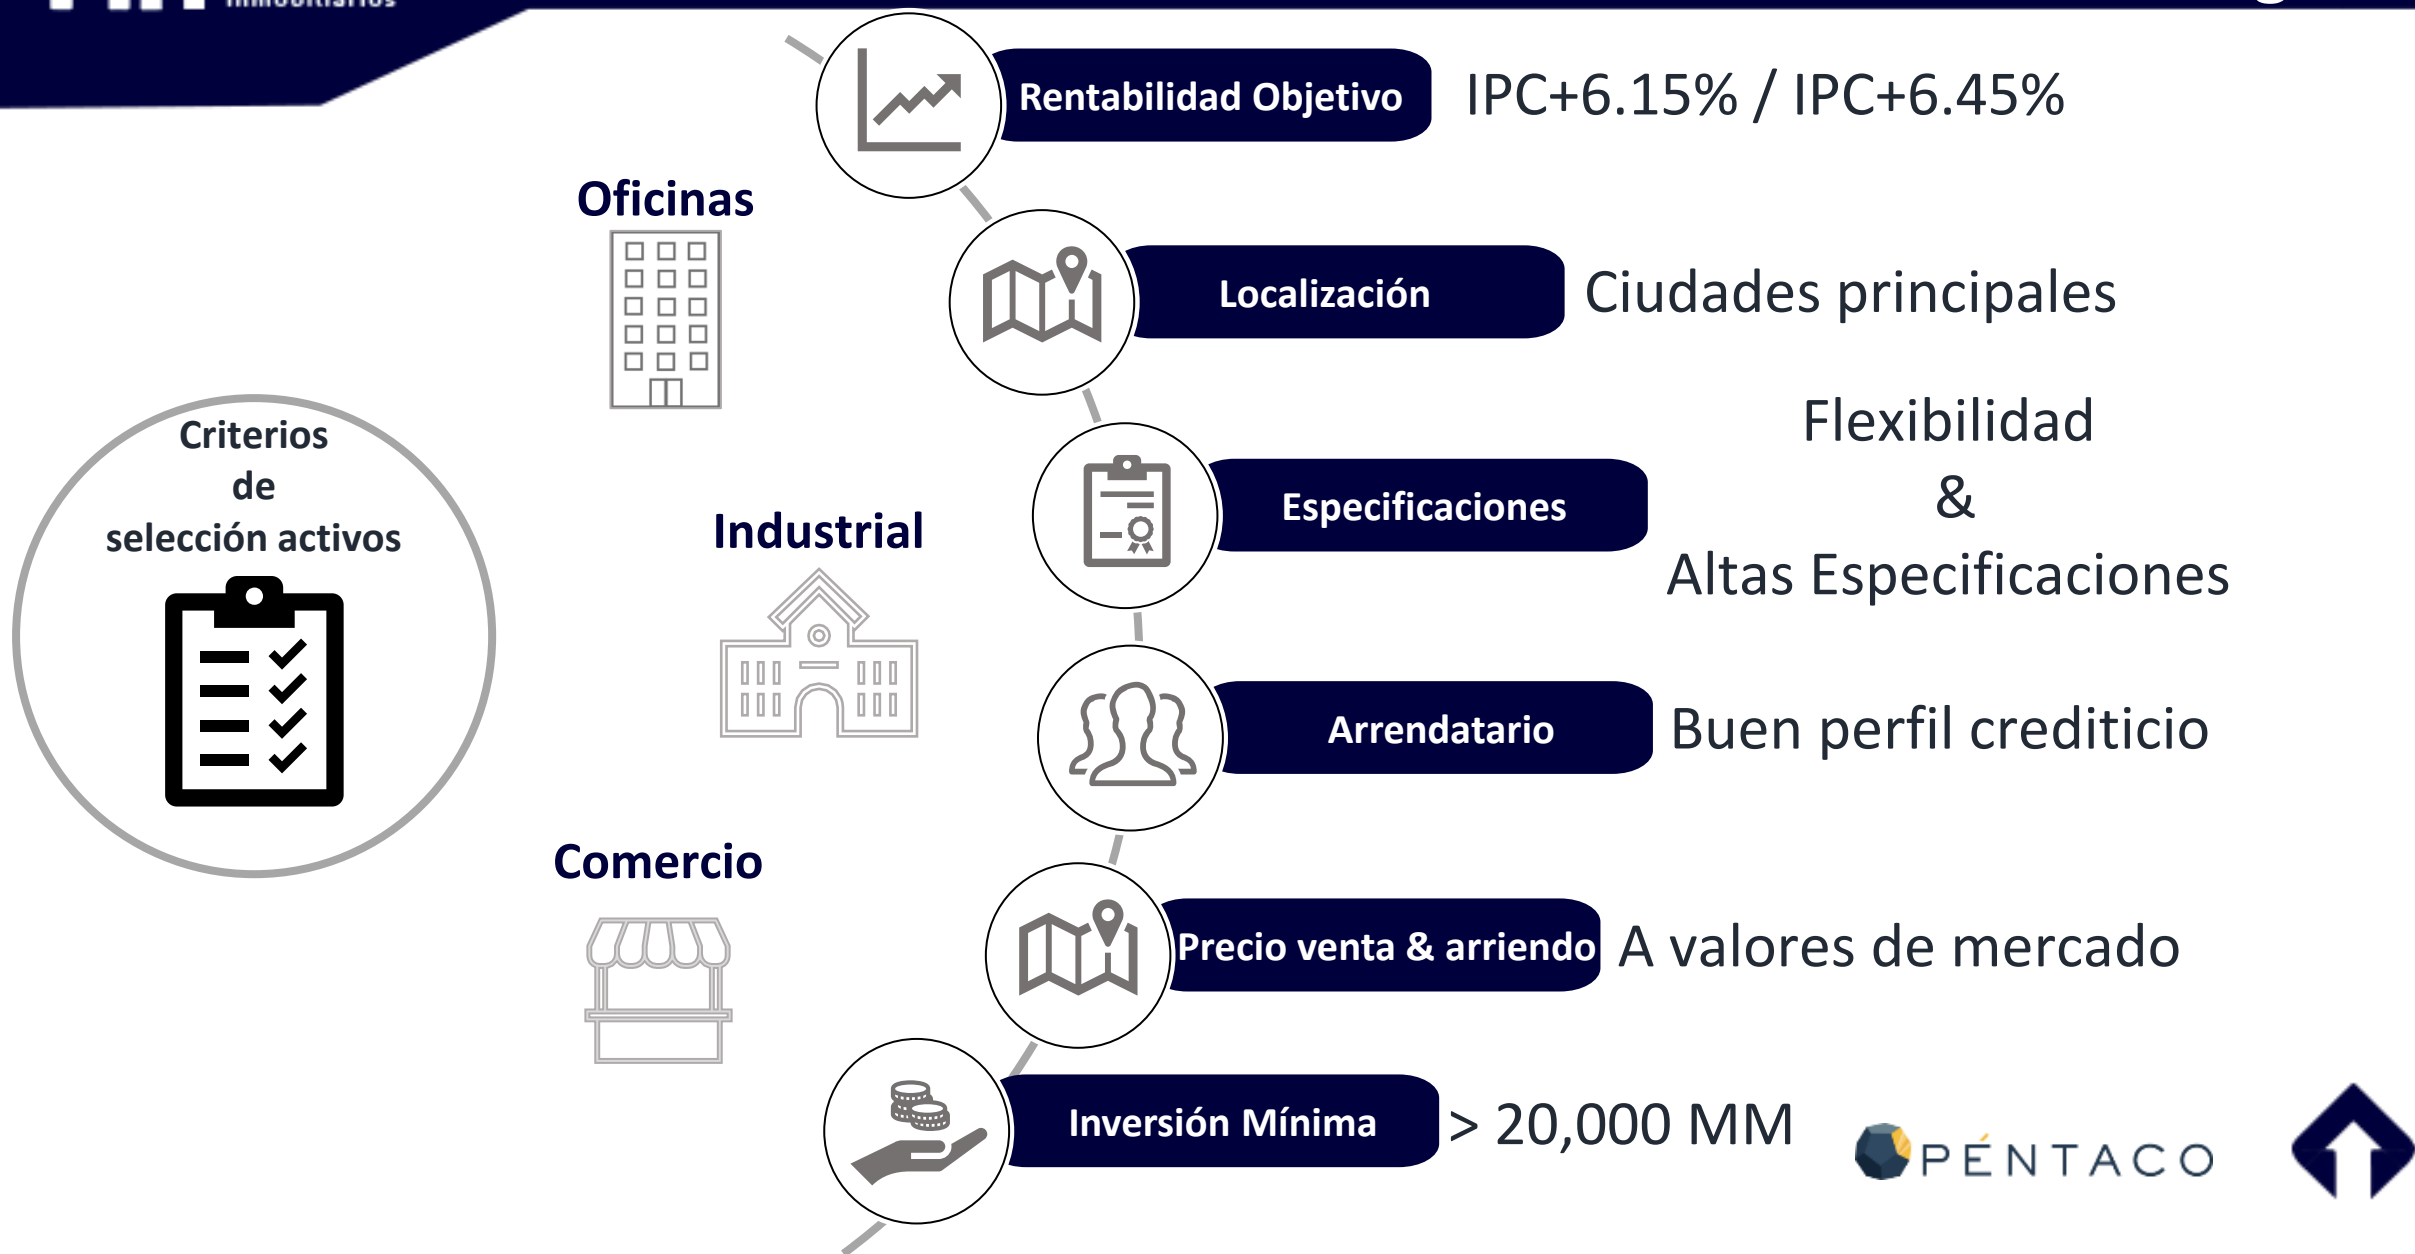 Inmobiliarios
Rentabilidad Objetivo
IPC+6.15% / IPC+6.45%
Oficinas
Localización
Ciudades principales
Criterios
de
selección activos
Flexibilidad
&
Altas Especificaciones
Especificaciones
Industrial
Arrendatario
Buen perfil crediticio
Comercio
Precio venta & arriendo
A valores de mercado
Inversión Mínima
> 20,000 MM
PÉNTACO